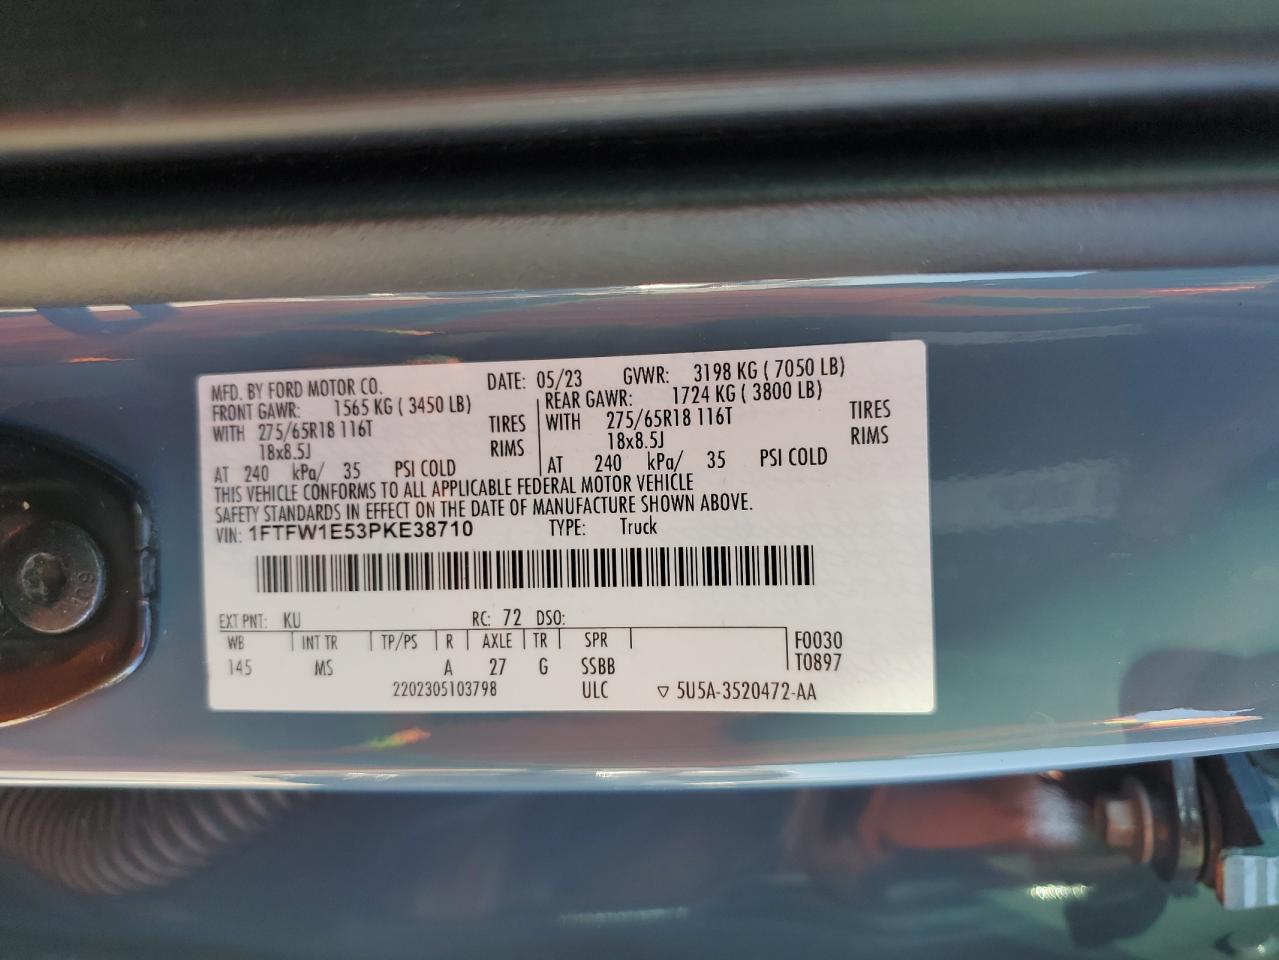 MFD. BY FORD MOTOR CO. DATE: 05/23 GVWR: 3198 KG ( 7050 LB)
FRONT GAWR: 1565 KG ( 3450 LB) REAR GAWR: 1724 KG ( 3800 LB)
WITH 275/65R18 116T TIRES WITH 275/65R18 116T TIRES
18x8.5J RIMS 18x8.5J RIMS
AT 240 kPa/ 35 PSI COLD AT 240 kPa/ 35 PSI COLD
THIS VEHICLE CONFORMS TO ALL APPLICABLE FEDERAL MOTOR VEHICLE
SAFETY STANDARDS IN EFFECT ON THE DATE OF MANUFACTURE SHOWN ABOVE.
VIN: 1FTFW1E53PKE38710 TYPE: Truck
EXT PNT: KU RC: 72 DSO:
WB INT TR TP/PS R AXLE TR SPR F0030
145 MS A 27 G SSBB T0897
2202305103798 ULC ▽ 5U5A-3520472-AA
10.9